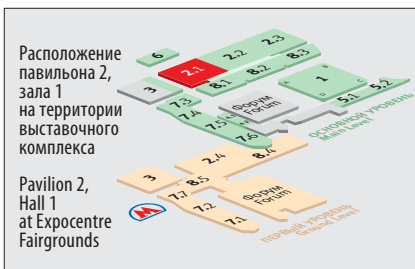 Расположение
павильона 2,
зала 1
на территории
выставочного
комплекса
Pavilion 2,
Hall 1
at Expocentre
Fairgrounds
6
2.1
2.2
2.3
3
8.1
8.2
8.3
7.3
7.4
7.5
7.6
Форум
Forum
1
A
B
C
D
5.1
5.2
ОСНОВНОЙ УРОВЕНЬ
Main Level
3
2.4
8.4
8.5
7.7
7.2
7.1
Форум
Forum
М
ПЕРВЫЙ УРОВЕНЬ
Ground Level